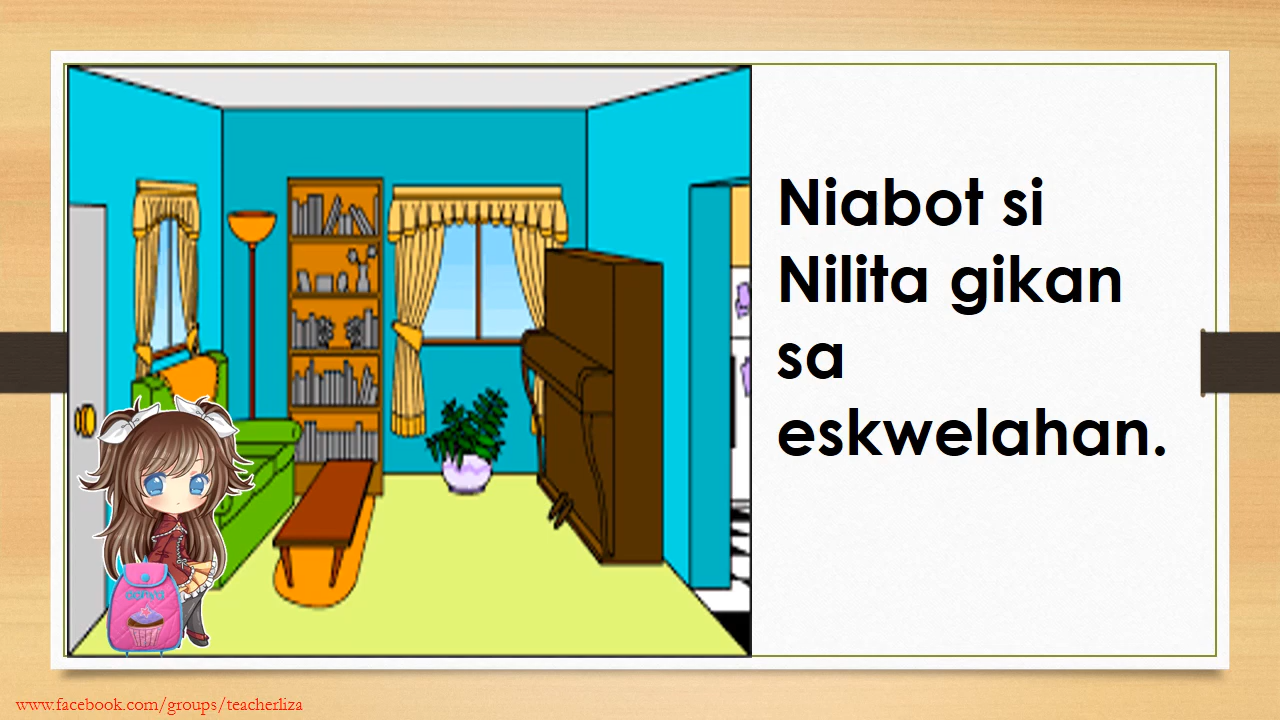 Niabot si
Nilita gikan
sa
eskwelahan.
www.facebook.com/groups/teacherliza